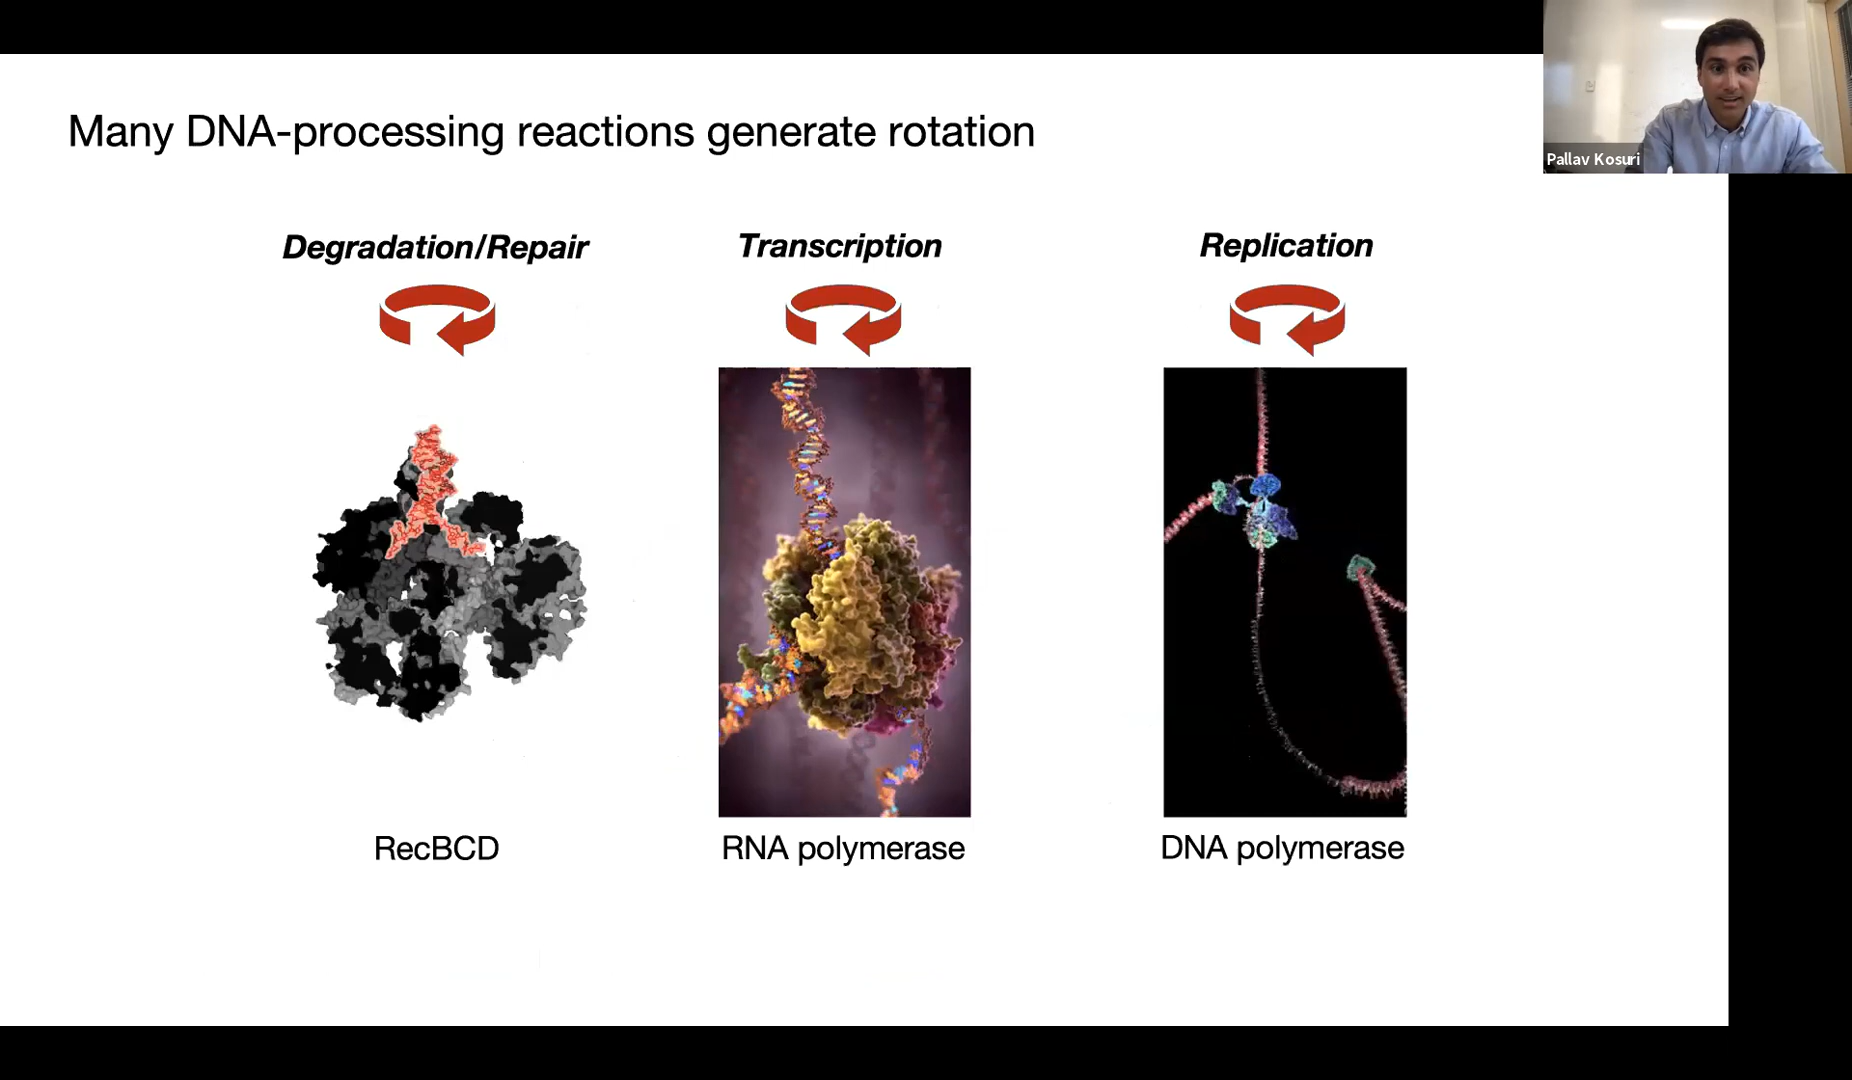 Many DNA-processing reactions generate rotation
Pallav Kosuri
Degradation/Repair
Transcription
Replication
RecBCD
RNA polymerase
DNA polymerase